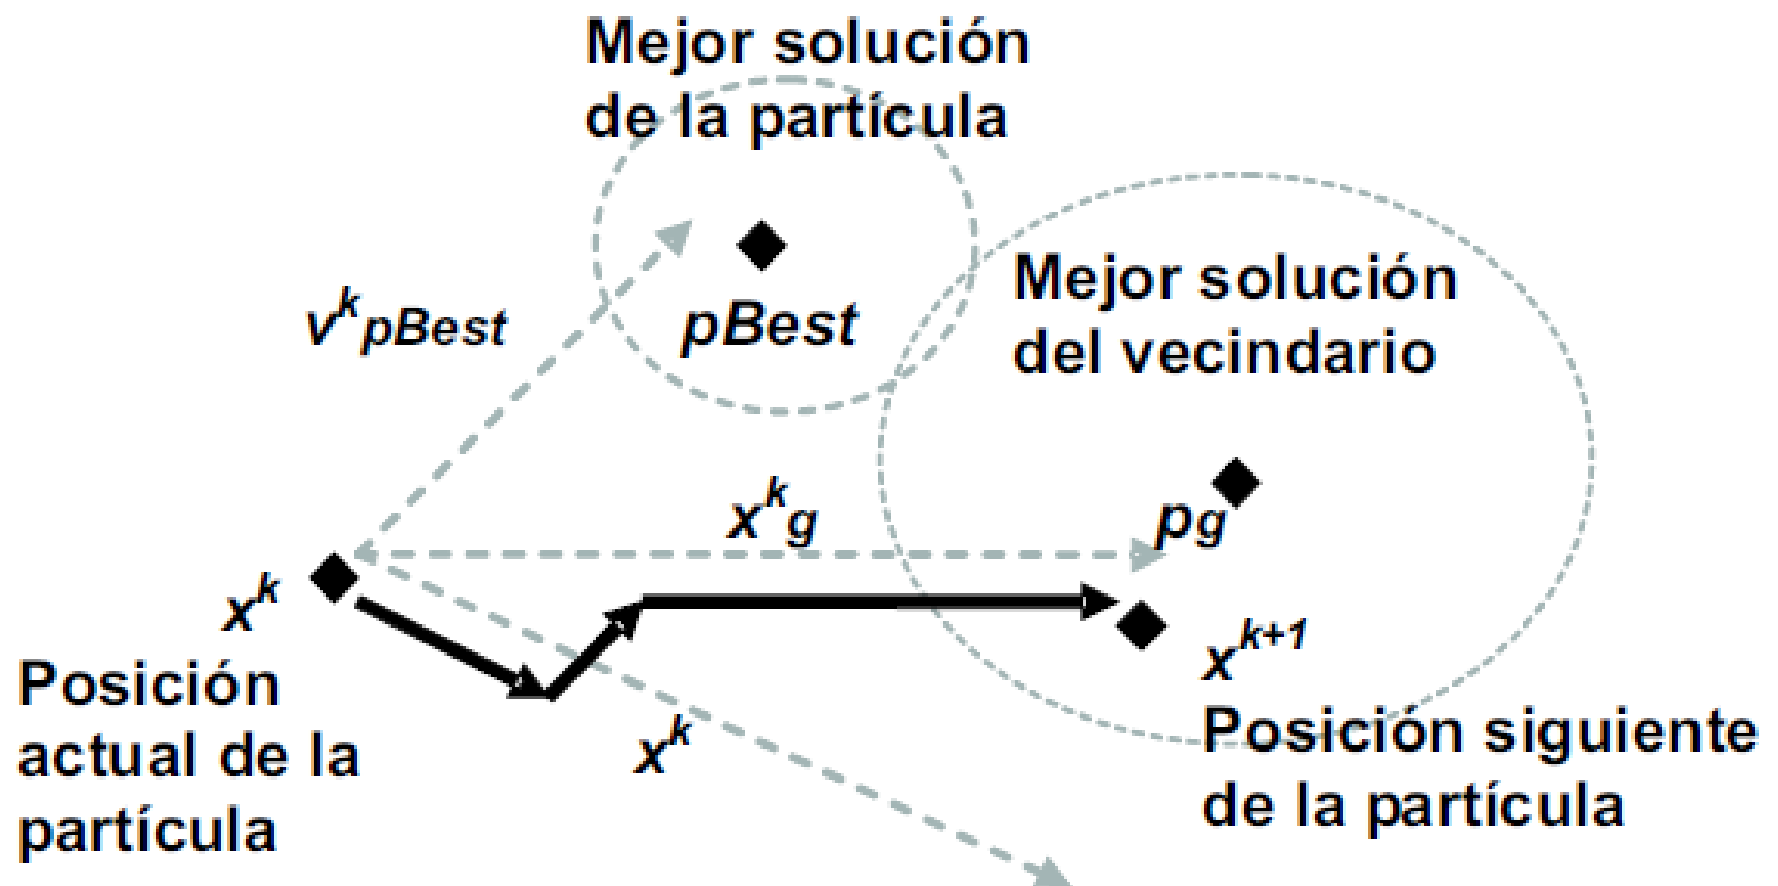 Mejor solución
de la partícula
v^k pBest
pBest
Mejor solución
del vecindario
x^k g
pg
x^k
Posición
actual de la
partícula
x^k
x^k+1
Posición siguiente
de la partícula